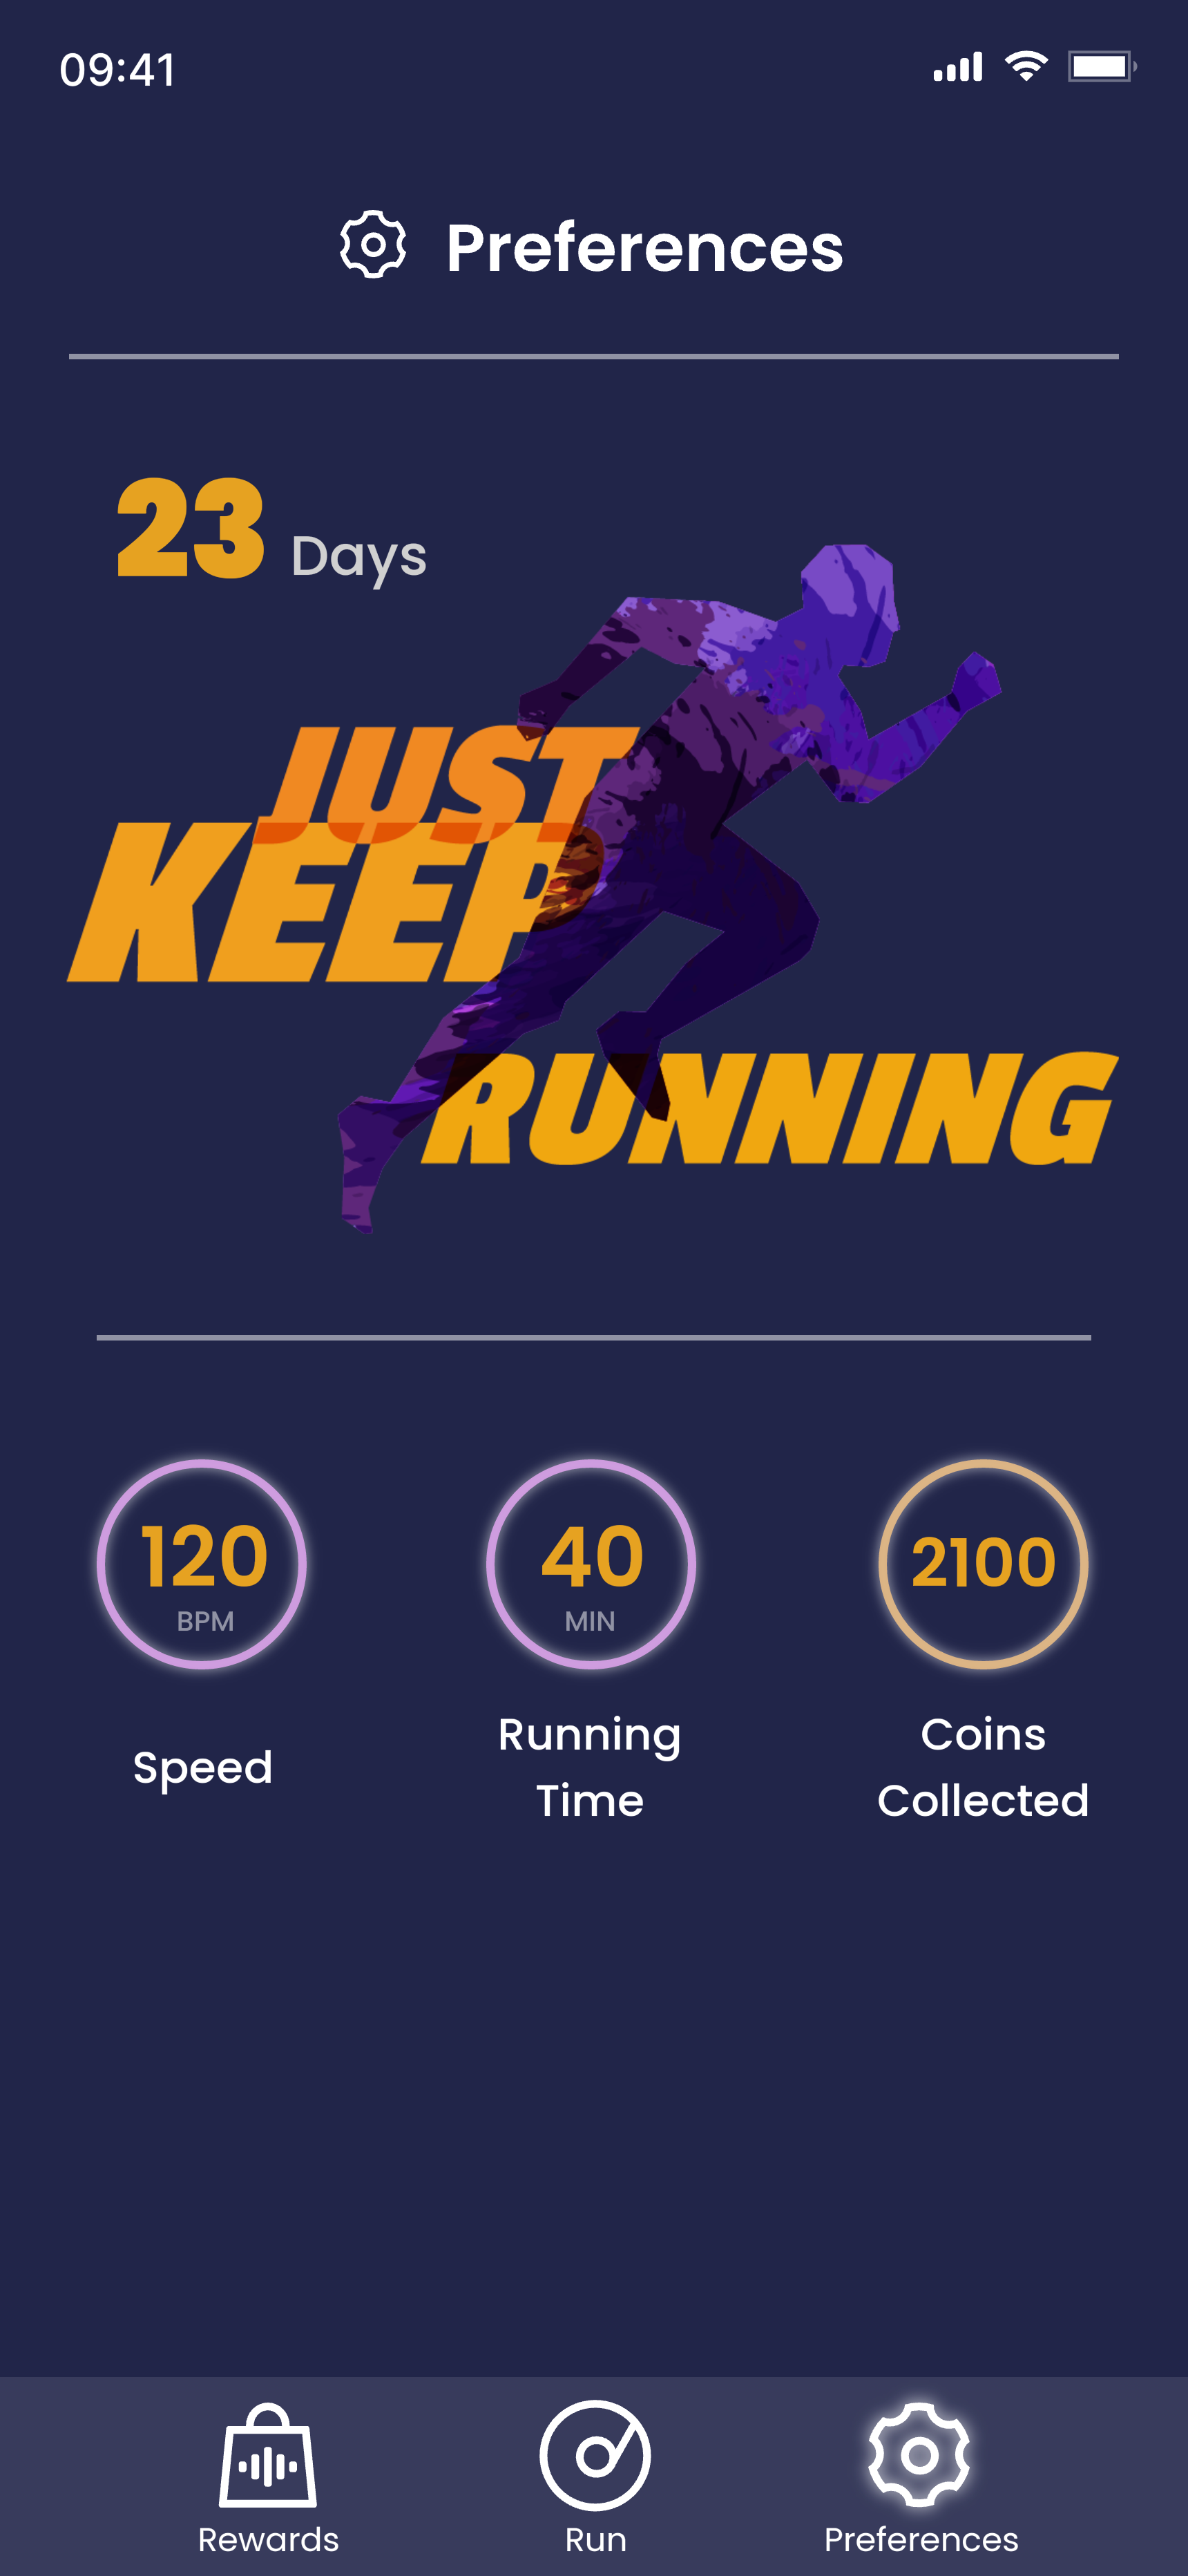 09:41
Preferences
23 Days
JUST
KEEP
RUNNING
120
BPM
40
MIN
2100
Speed
Running
Time
Coins
Collected
Rewards
Run
Preferences